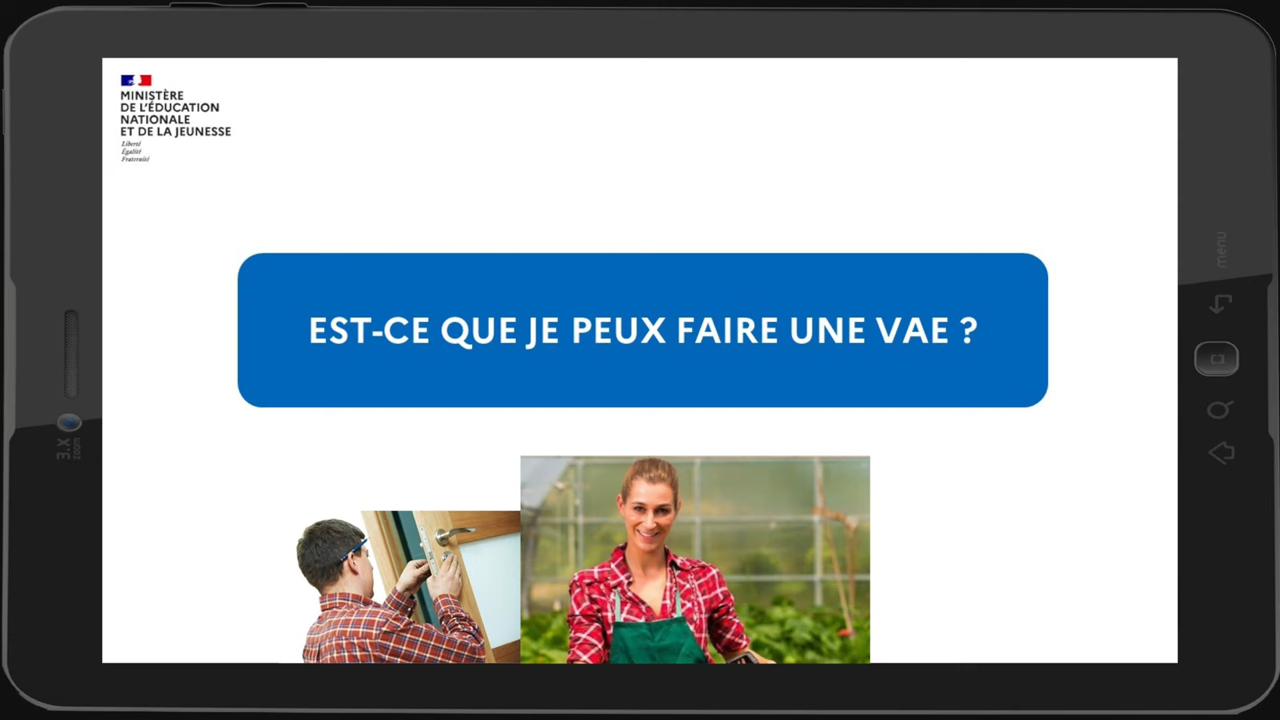 MINISTÈRE
DE L'ÉDUCATION
NATIONALE
ET DE LA JEUNESSE
Liberté
Égalité
Fraternité
EST-CE QUE JE PEUX FAIRE UNE VAE ?
menu
3.X
zoom